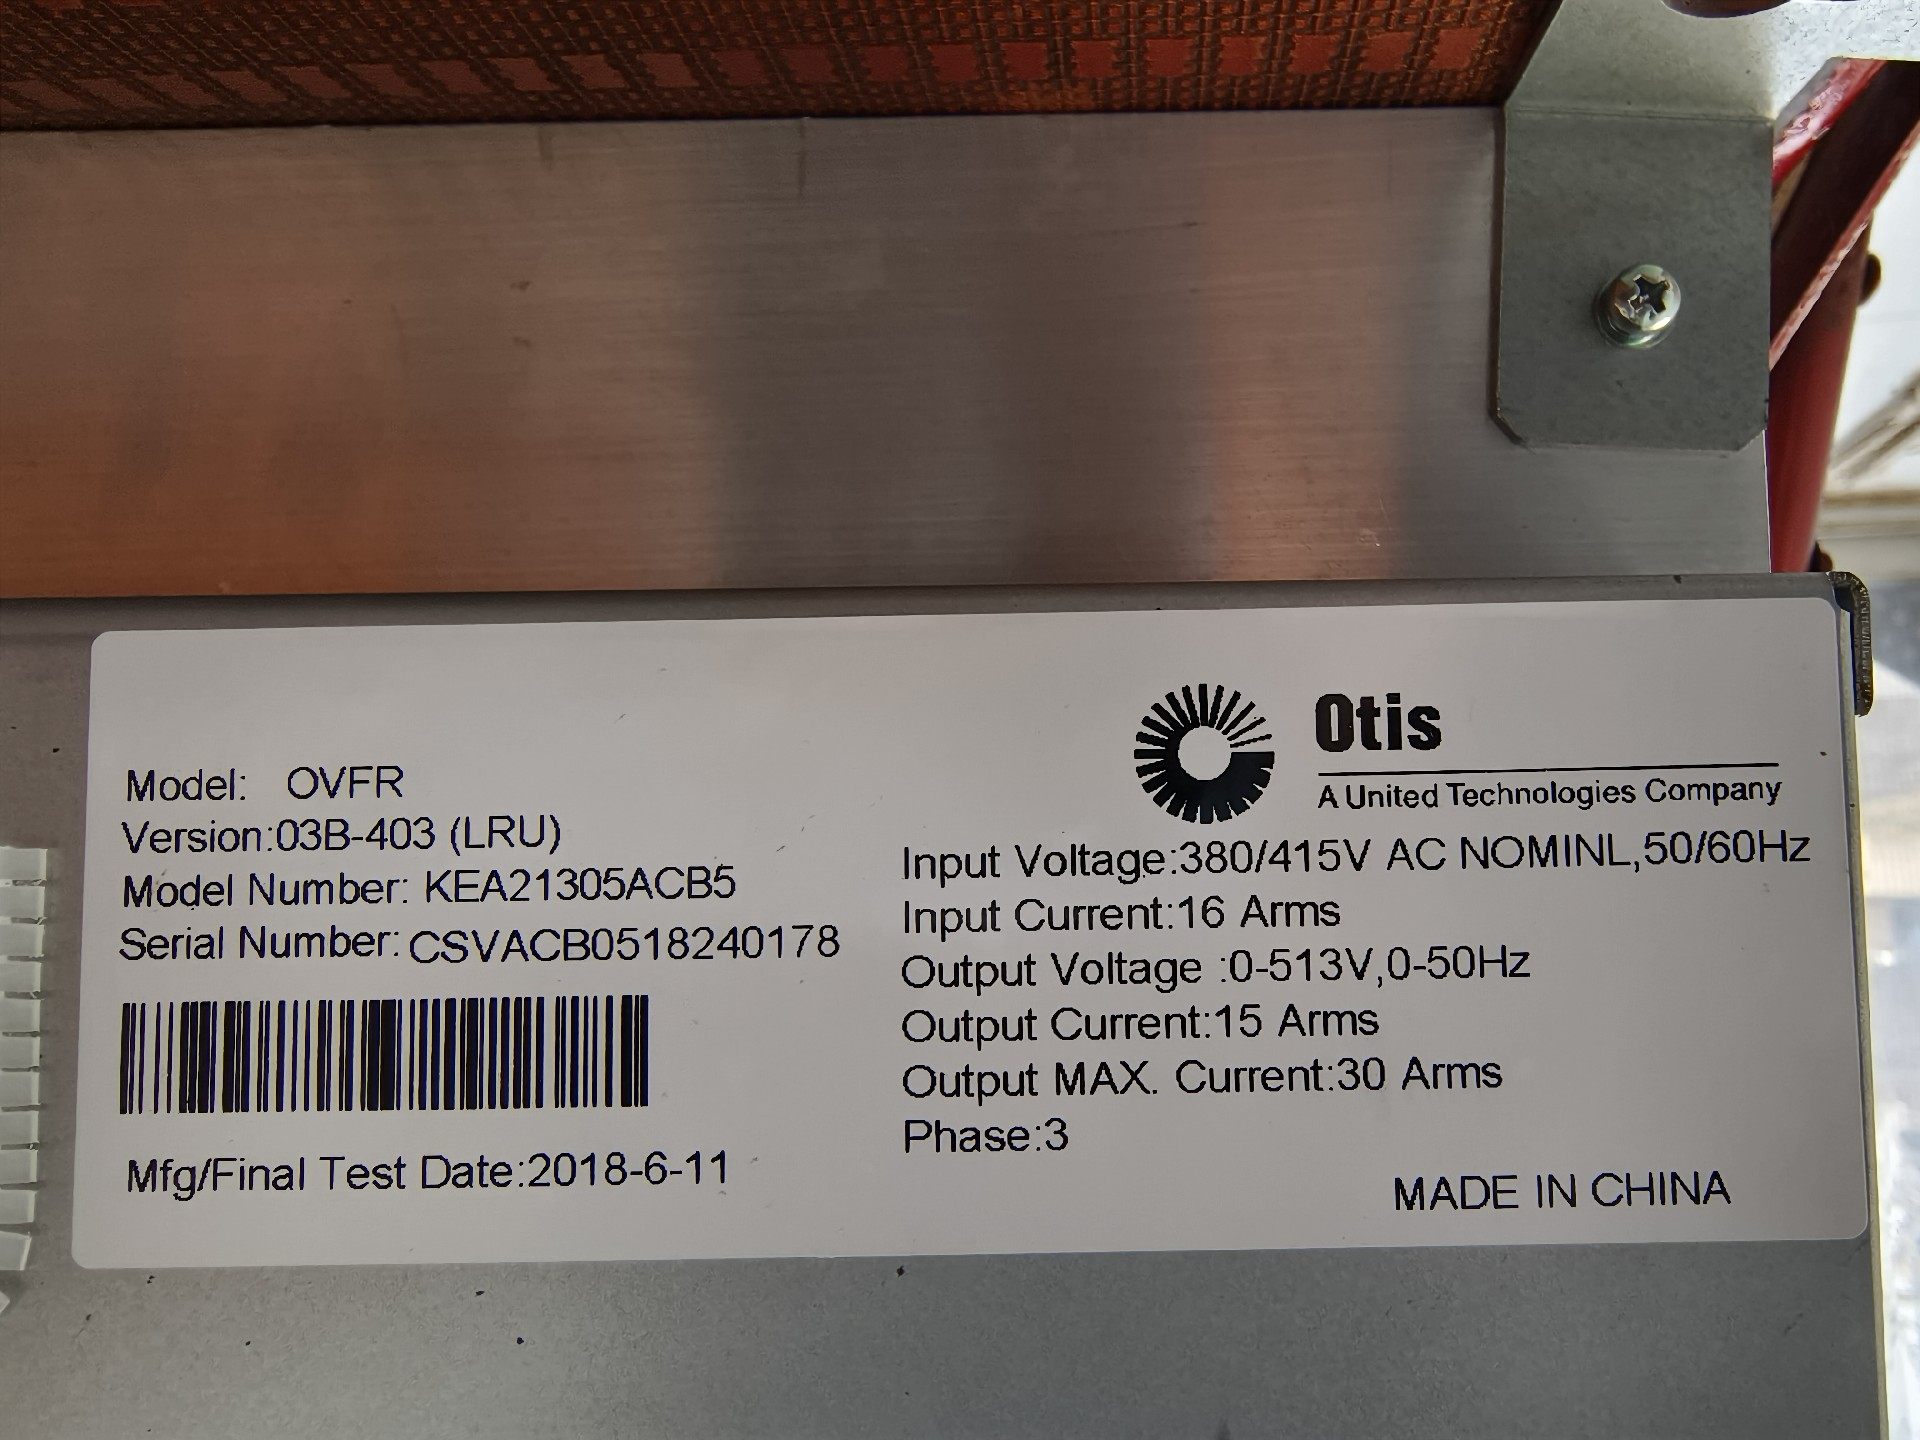 Otis
A United Technologies Company
Model: OVFR
Version:03B-403 (LRU)
Model Number: KEA21305ACB5
Serial Number: CSVACB0518240178
Mfg/Final Test Date:2018-6-11
Input Voltage:380/415V AC NOMINL,50/60Hz
Input Current:16 Arms
Output Voltage :0-513V,0-50Hz
Output Current:15 Arms
Output MAX. Current:30 Arms
Phase:3
MADE IN CHINA